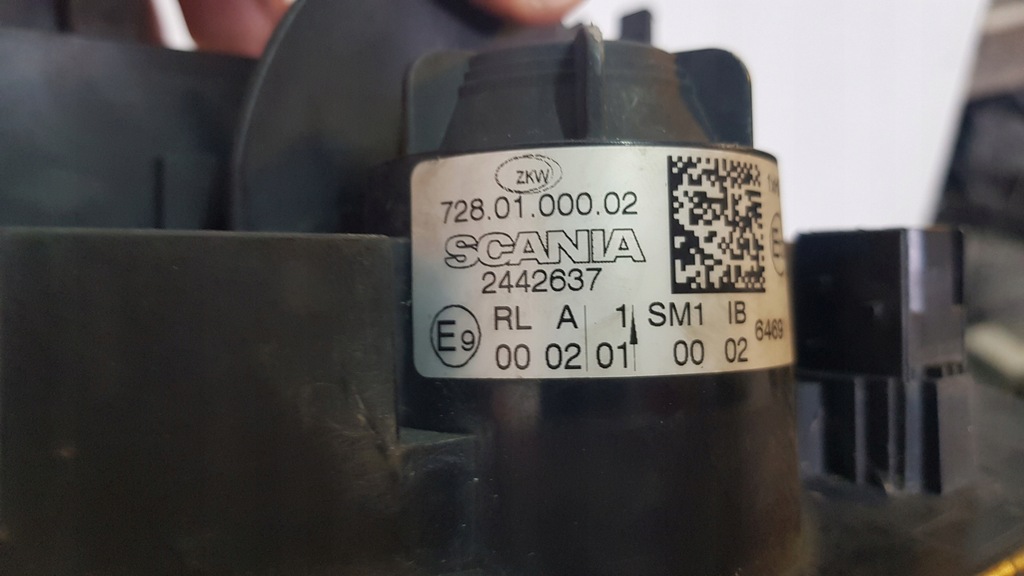 ZKW
728.01.000.02
SCANIA
2442637
E9
RL A 1 SM1 IB
00 02 01 00 02
6469